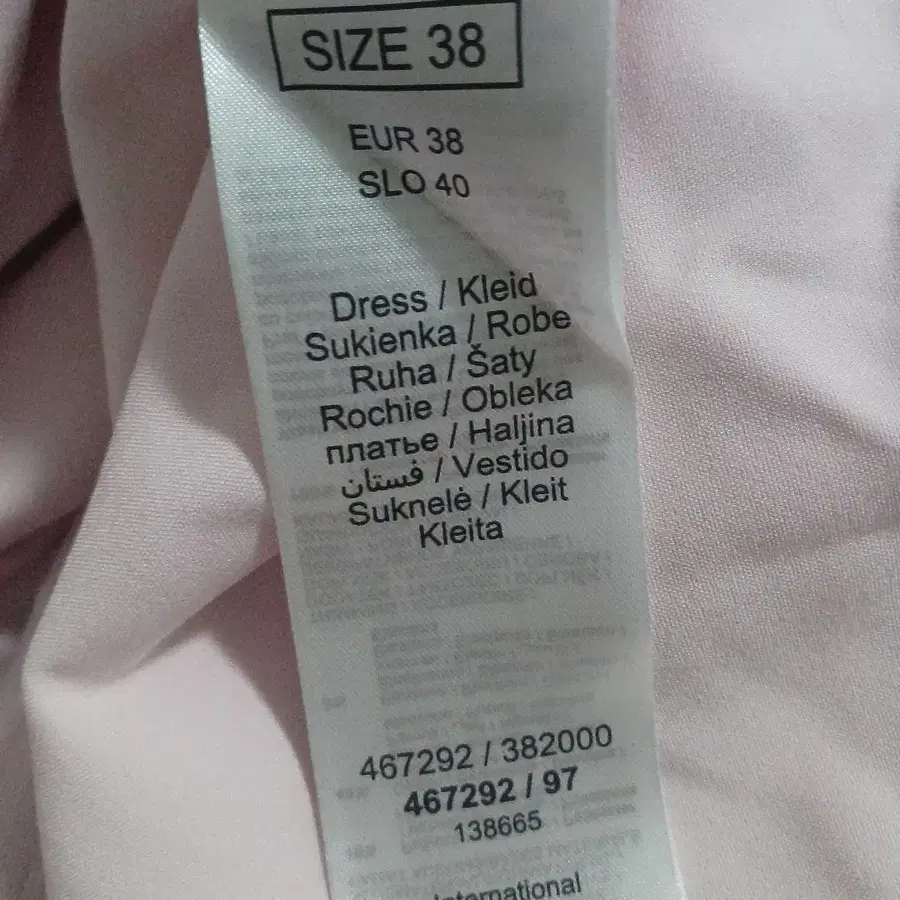 SIZE 38
EUR 38
SLO 40
Dress / Kleid
Sukienka / Robe
Ruha / Šaty
Rochie / Obleka
платье / Haljina
فستان / Vestido
Suknelė / Kleit
Kleita
467292 / 382000
467292 / 97
138665
International